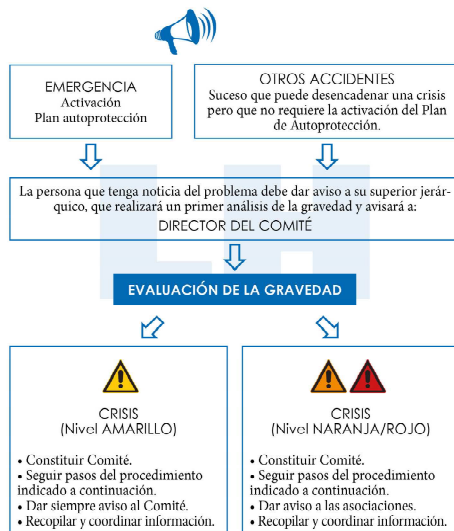 EMERGENCIA
Activación
Plan autoprotección
OTROS ACCIDENTES
Suceso que puede desencadenar una crisis
pero que no requiere la activación del Plan
de Autoprotección.
La persona que tenga noticia del problema debe dar aviso a su superior jerár-
quico, que realizará un primer análisis de la gravedad y avisará a:
DIRECTOR DEL COMITÉ
EVALUACIÓN DE LA GRAVEDAD
CRISIS
(Nivel AMARILLO)
• Constituir Comité.
• Seguir pasos del procedimiento
indicado a continuación.
• Dar siempre aviso al Comité.
• Recopilar y coordinar información.
CRISIS
(Nivel NARANJA/ROJO)
• Constituir Comité.
• Seguir pasos del procedimiento
indicado a continuación.
• Dar aviso a las asociaciones.
• Recopilar y coordinar información.